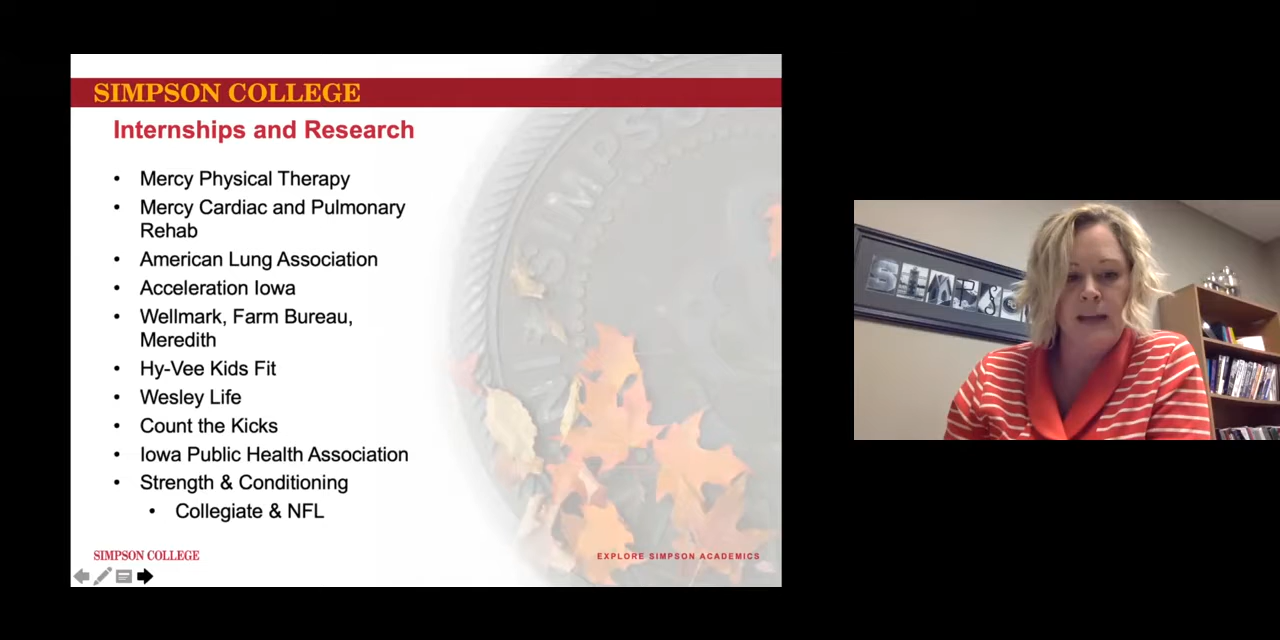 SIMPSON COLLEGE
Internships and Research
• Mercy Physical Therapy
• Mercy Cardiac and Pulmonary
Rehab
• American Lung Association
• Acceleration Iowa
• Wellmark, Farm Bureau,
Meredith
• Hy-Vee Kids Fit
• Wesley Life
• Count the Kicks
• Iowa Public Health Association
• Strength & Conditioning
• Collegiate & NFL
SIMPSON COLLEGE
EXPLORE SIMPSON ACADEMICS
SIMPSON
SIMPSO